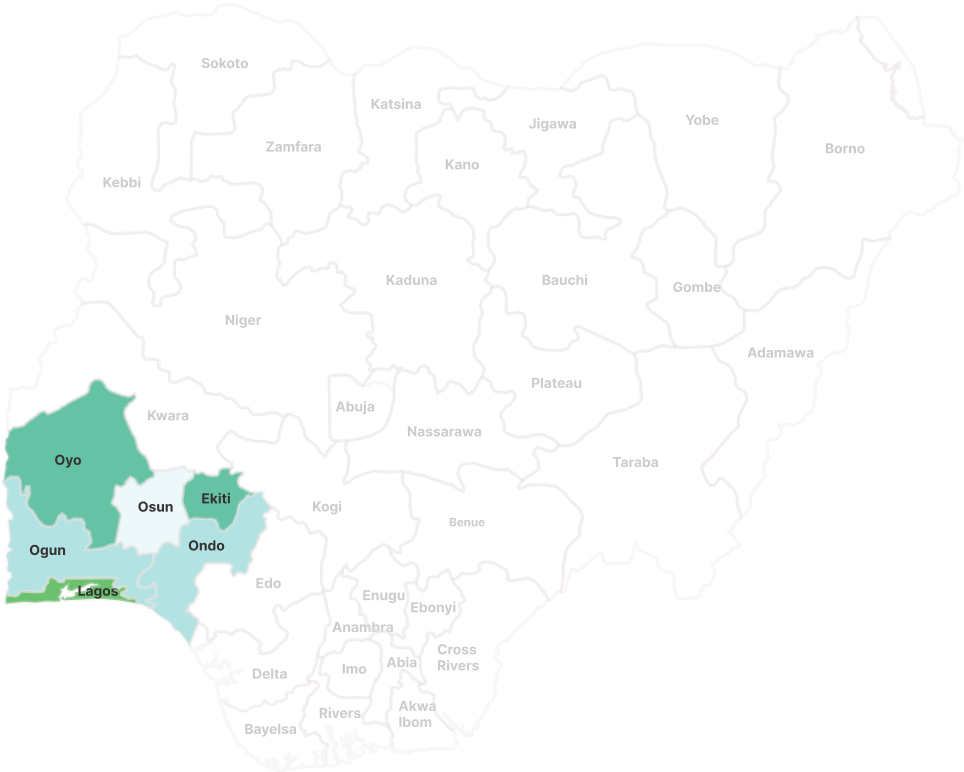 Sokoto
Katsina
Jigawa
Yobe
Zamfara
Borno
Kano
Kebbi
Kaduna
Bauchi
Gombe
Niger
Adamawa
Plateau
Abuja
Kwara
Nassarawa
Oyo
Taraba
Ekiti
Osun
Kogi
Benue
Ondo
Ogun
Edo
Lagos
Enugu
Ebonyi
Anambra
Cross
Rivers
Abia
Imo
Delta
Akwa
Ibom
Rivers
Bayelsa